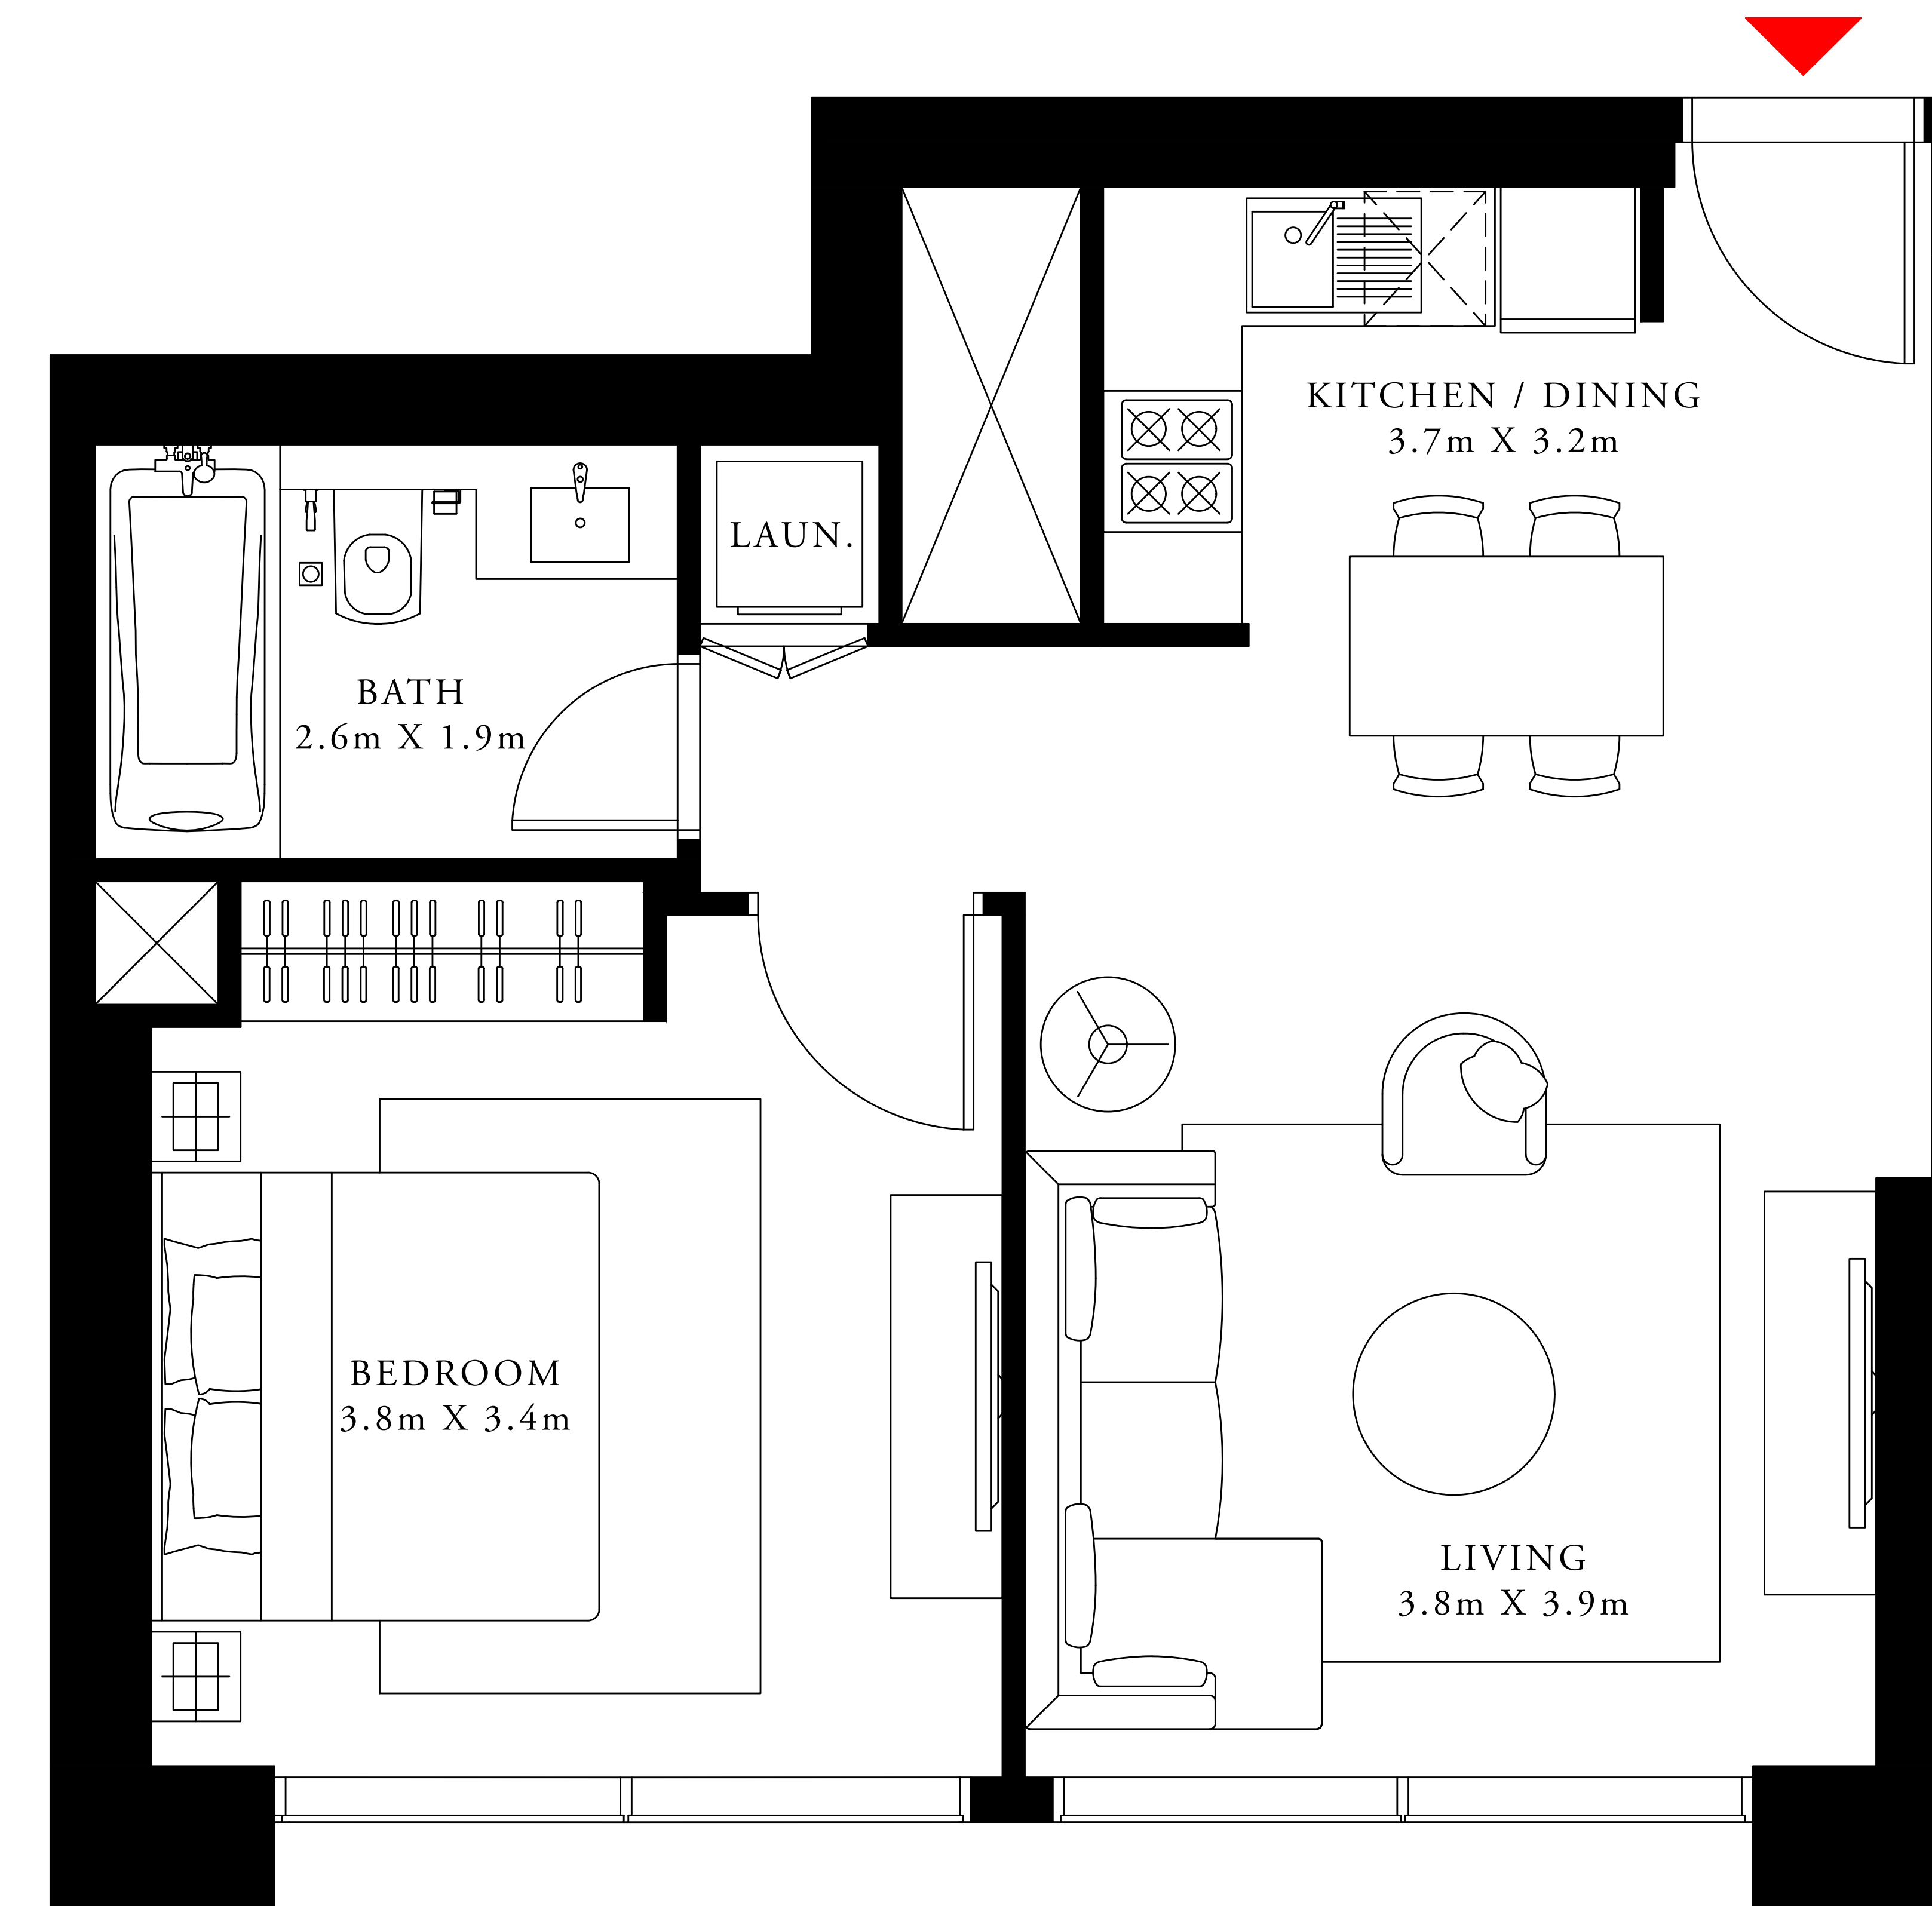 KITCHEN / DINING
3.7m X 3.2m
LAUN.
BATH
2.6m X 1.9m
BEDROOM
3.8m X 3.4m
LIVING
3.8m X 3.9m